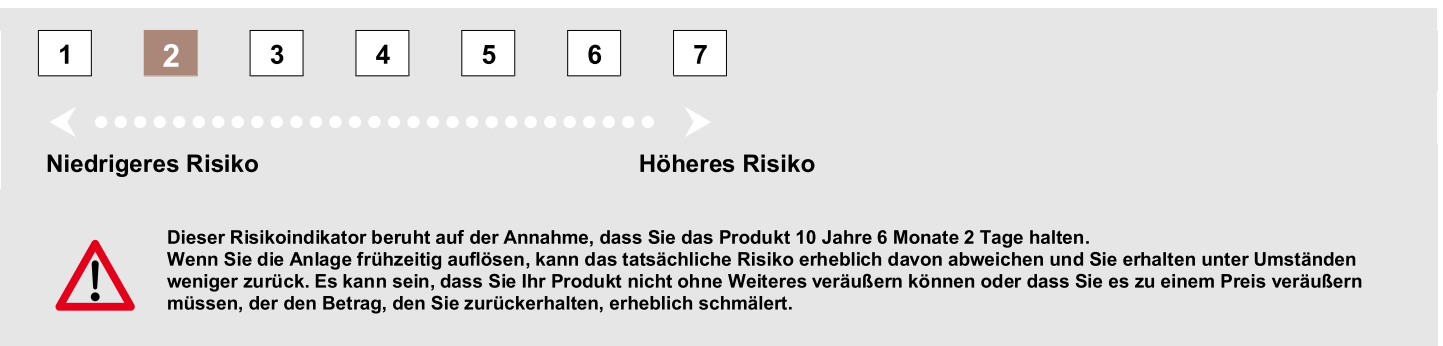 1 2 3 4 5 6 7
Niedrigeres Risiko Höheres Risiko
Dieser Risikoindikator beruht auf der Annahme, dass Sie das Produkt 10 Jahre 6 Monate 2 Tage halten.
Wenn Sie die Anlage frühzeitig auflösen, kann das tatsächliche Risiko erheblich davon abweichen und Sie erhalten unter Umständen
weniger zurück. Es kann sein, dass Sie Ihr Produkt nicht ohne Weiteres veräußern können oder dass Sie es zu einem Preis veräußern
müssen, der den Betrag, den Sie zurückerhalten, erheblich schmälert.